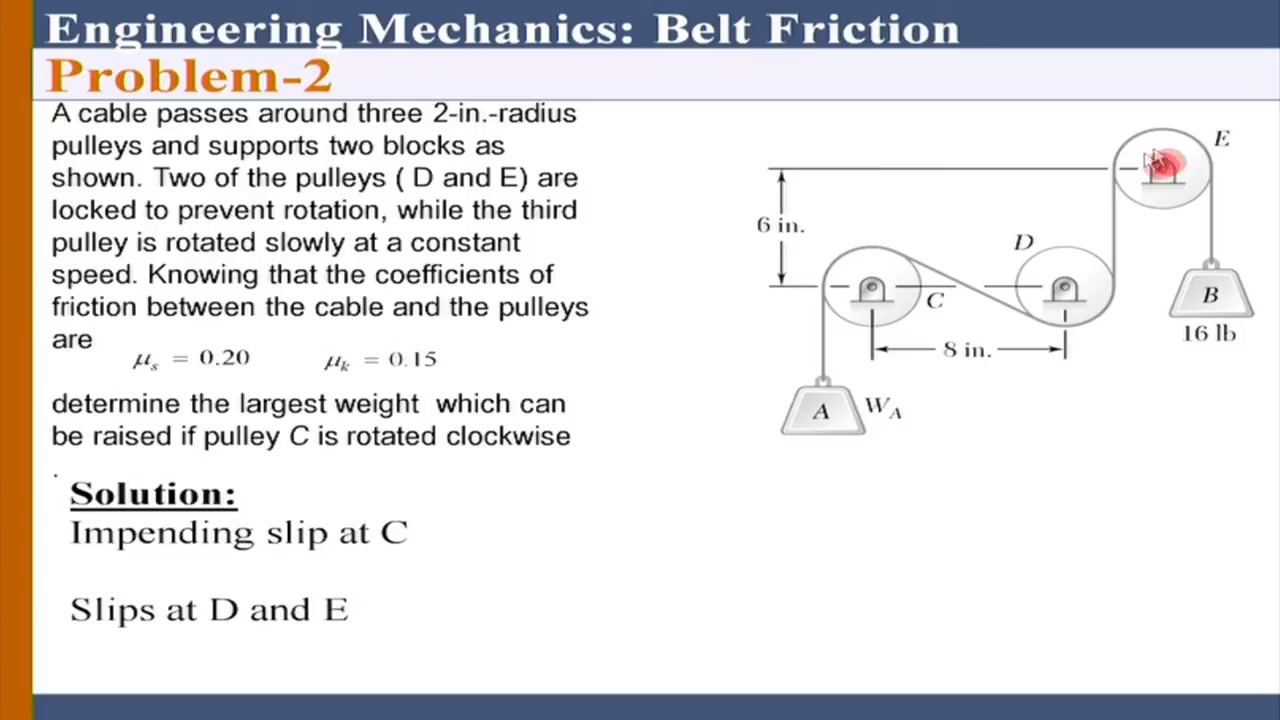 Engineering Mechanics: Belt Friction
Problem-2
A cable passes around three 2-in.-radius
pulleys and supports two blocks as
shown. Two of the pulleys ( D and E) are
locked to prevent rotation, while the third
pulley is rotated slowly at a constant
speed. Knowing that the coefficients of
friction between the cable and the pulleys
are
μs = 0.20 μk = 0.15
determine the largest weight which can
be raised if pulley C is rotated clockwise
.
Solution:
Impending slip at C
Slips at D and E
E
6 in.
D
C
B
16 lb
8 in.
A WA